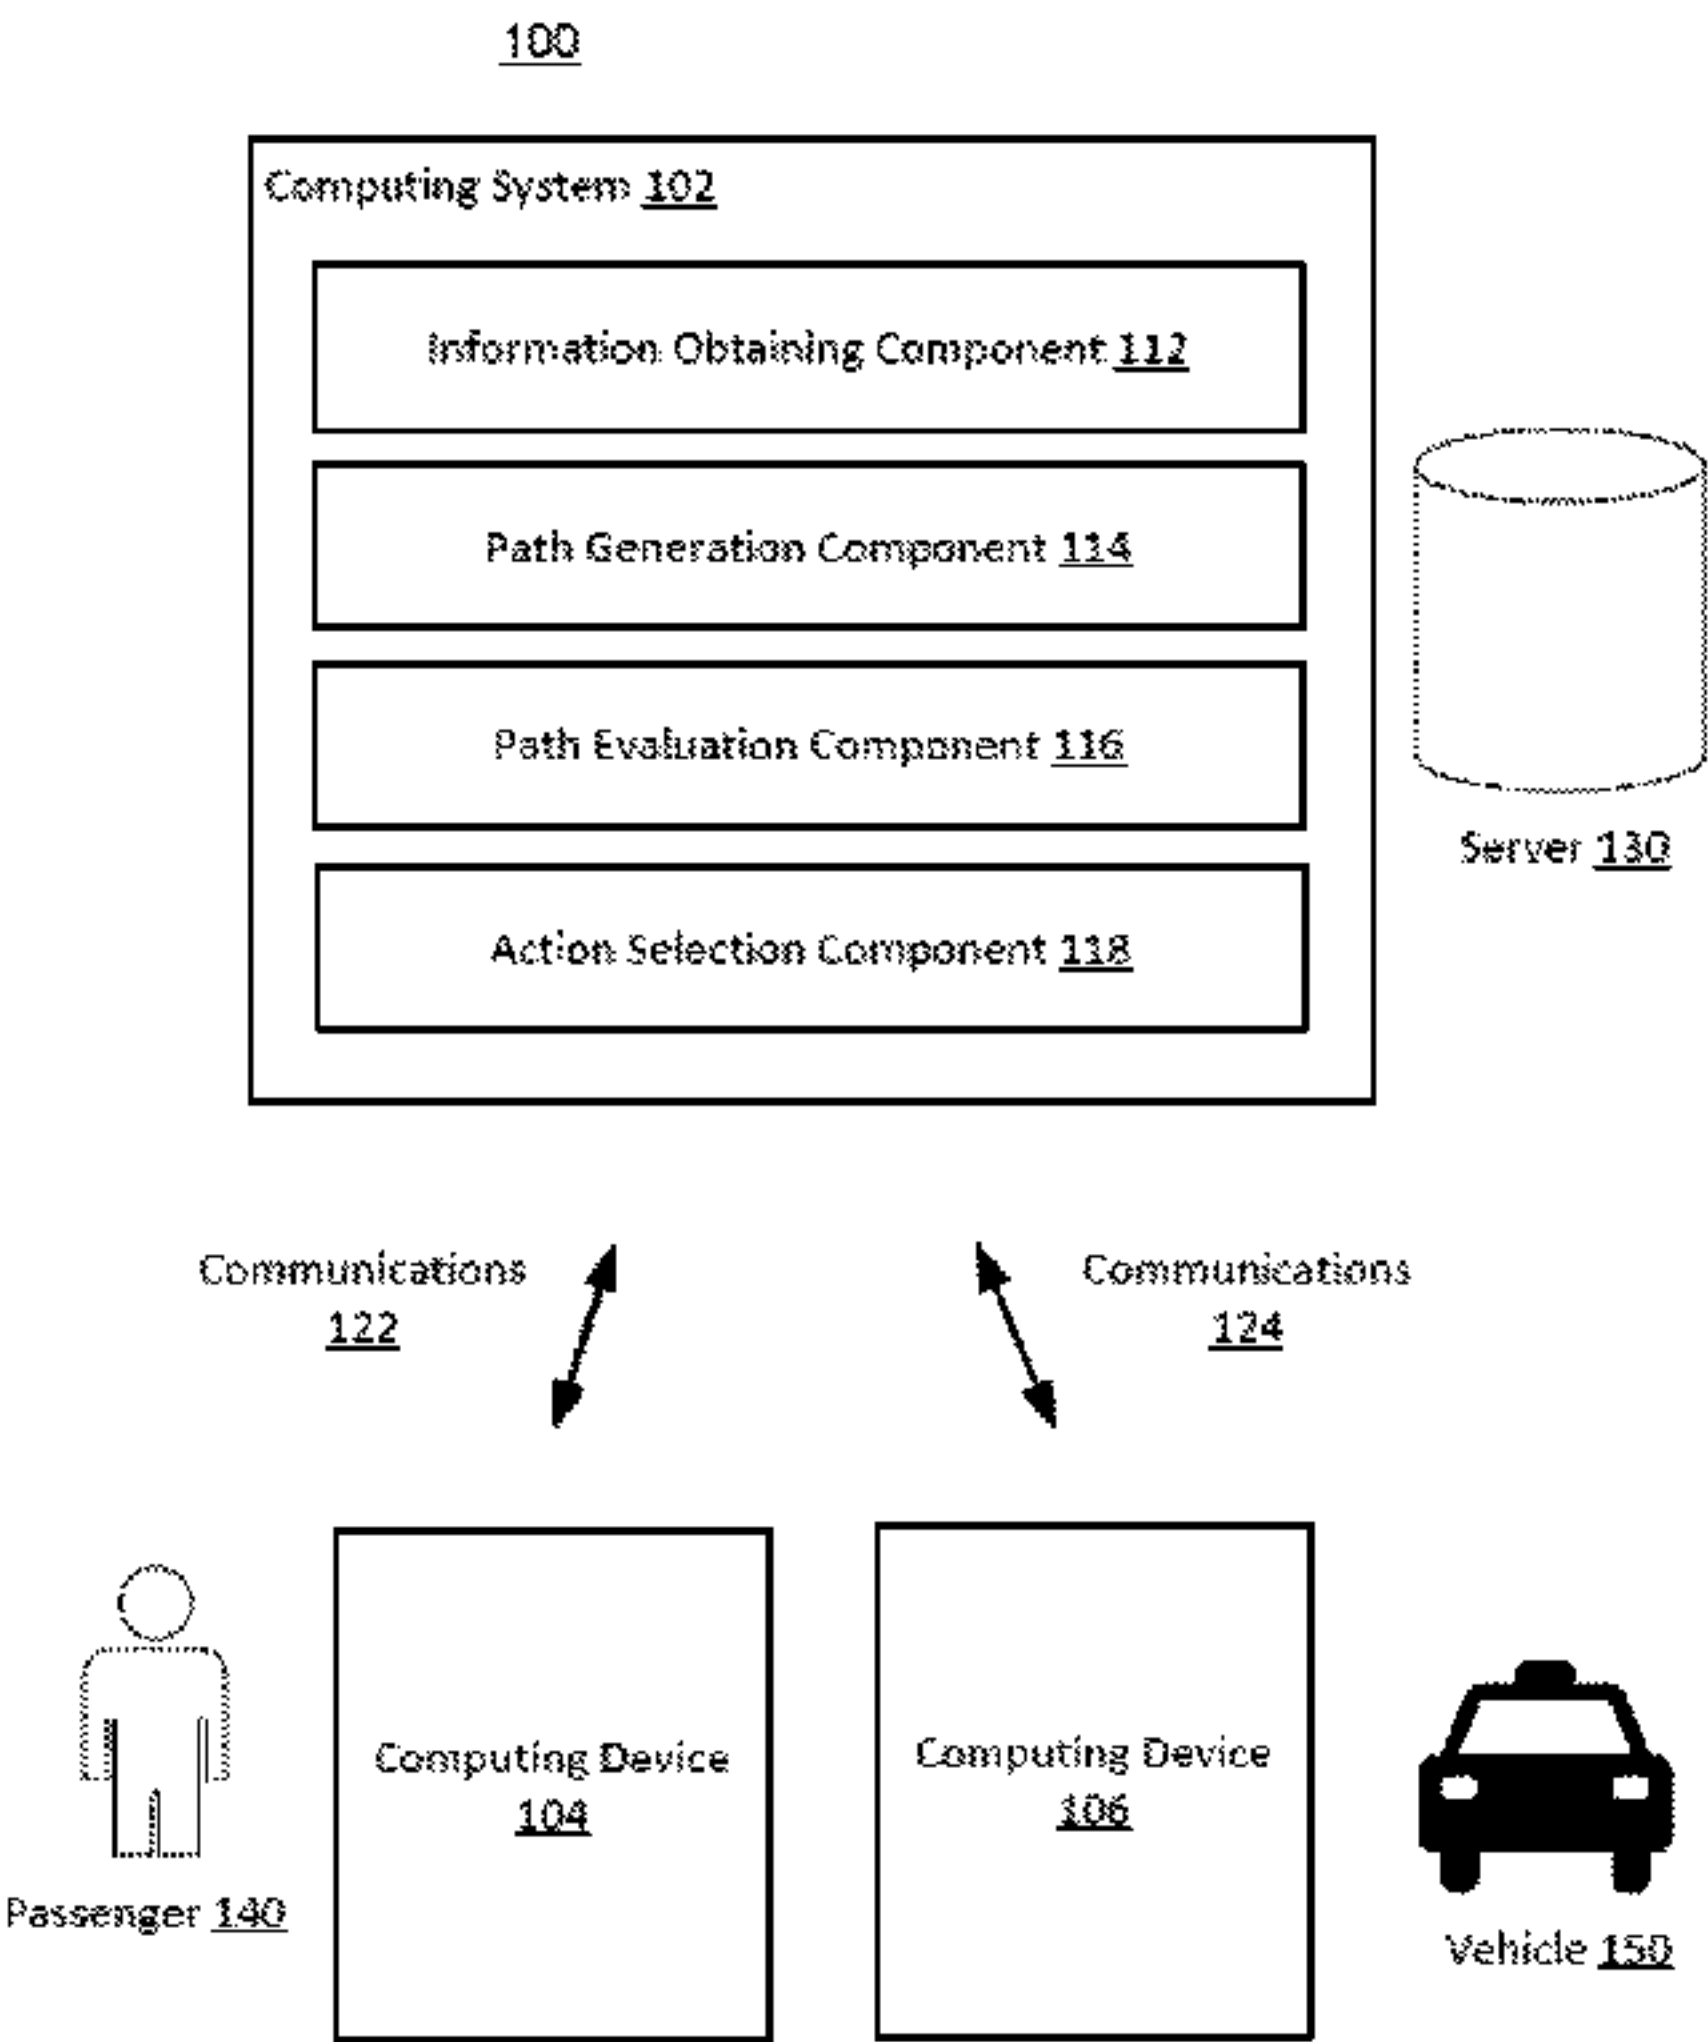 100
Computing System 102
Information Obtaining Component 112
Path Generation Component 114
Path Evaluation Component 116
Server 130
Action Selection Component 118
Communications
122
Communications
124
Computing Device
104
Computing Device
106
Passenger 140
Vehicle 150